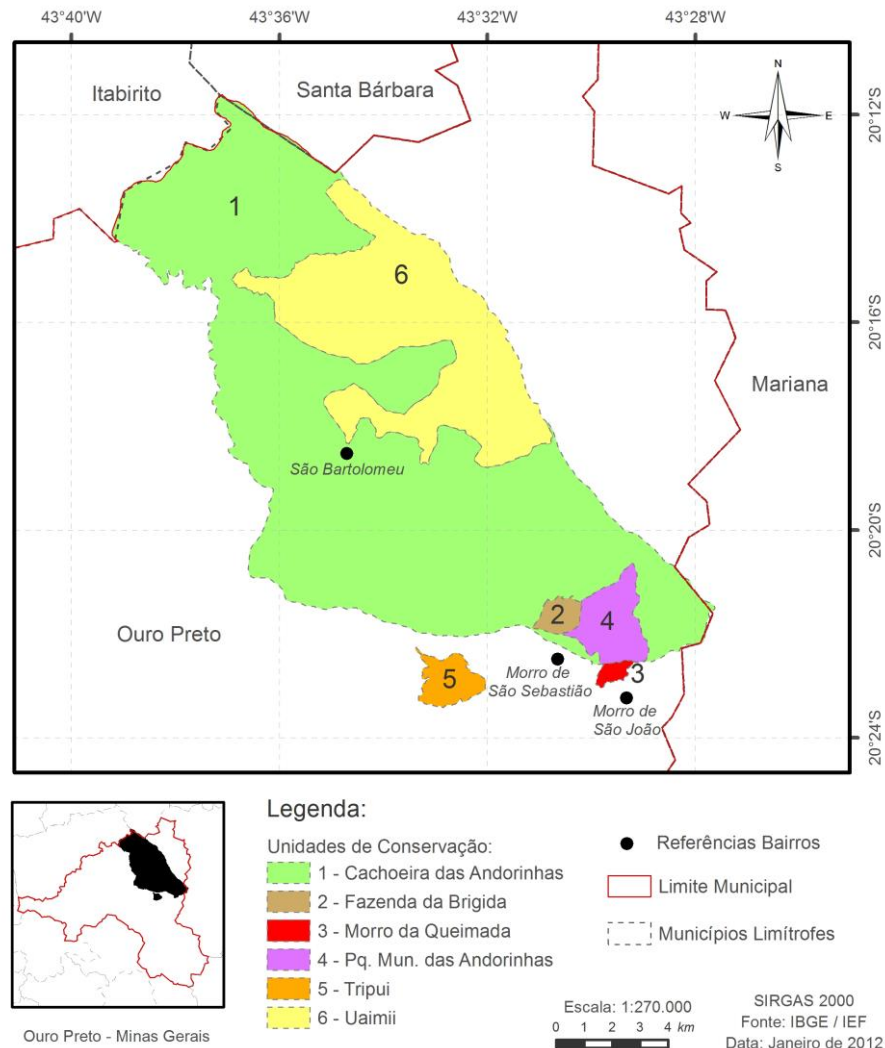 43°40'W 43°36'W 43°32'W 43°28'W
N
W E
S
20°12'S
20°16'S
20°20'S
20°24'S
Itabirito
Santa Bárbara
Mariana
Ouro Preto
1
6
São Bartolomeu
2
4
5
3
Morro de
São Sebastião
Morro de
São João
Ouro Preto - Minas Gerais
Legenda:
Unidades de Conservação:
1 - Cachoeira das Andorinhas
2 - Fazenda da Brigida
3 - Morro da Queimada
4 - Pq. Mun. das Andorinhas
5 - Tripui
6 - Uaimii
Referências Bairros
Limite Municipal
Municípios Limítrofes
Escala: 1:270.000
0 1 2 3 4 km
SIRGAS 2000
Fonte: IBGE / IEF
Data: Janeiro de 2012